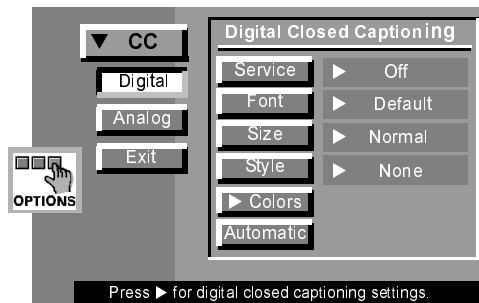 ▼ CC
Digital
Analog
Exit
OPTIONS
Digital Closed Captioning
Service ▶ Off
Font ▶ Default
Size ▶ Normal
Style ▶ None
▶ Colors
Automatic
Press ▶ for digital closed captioning settings.